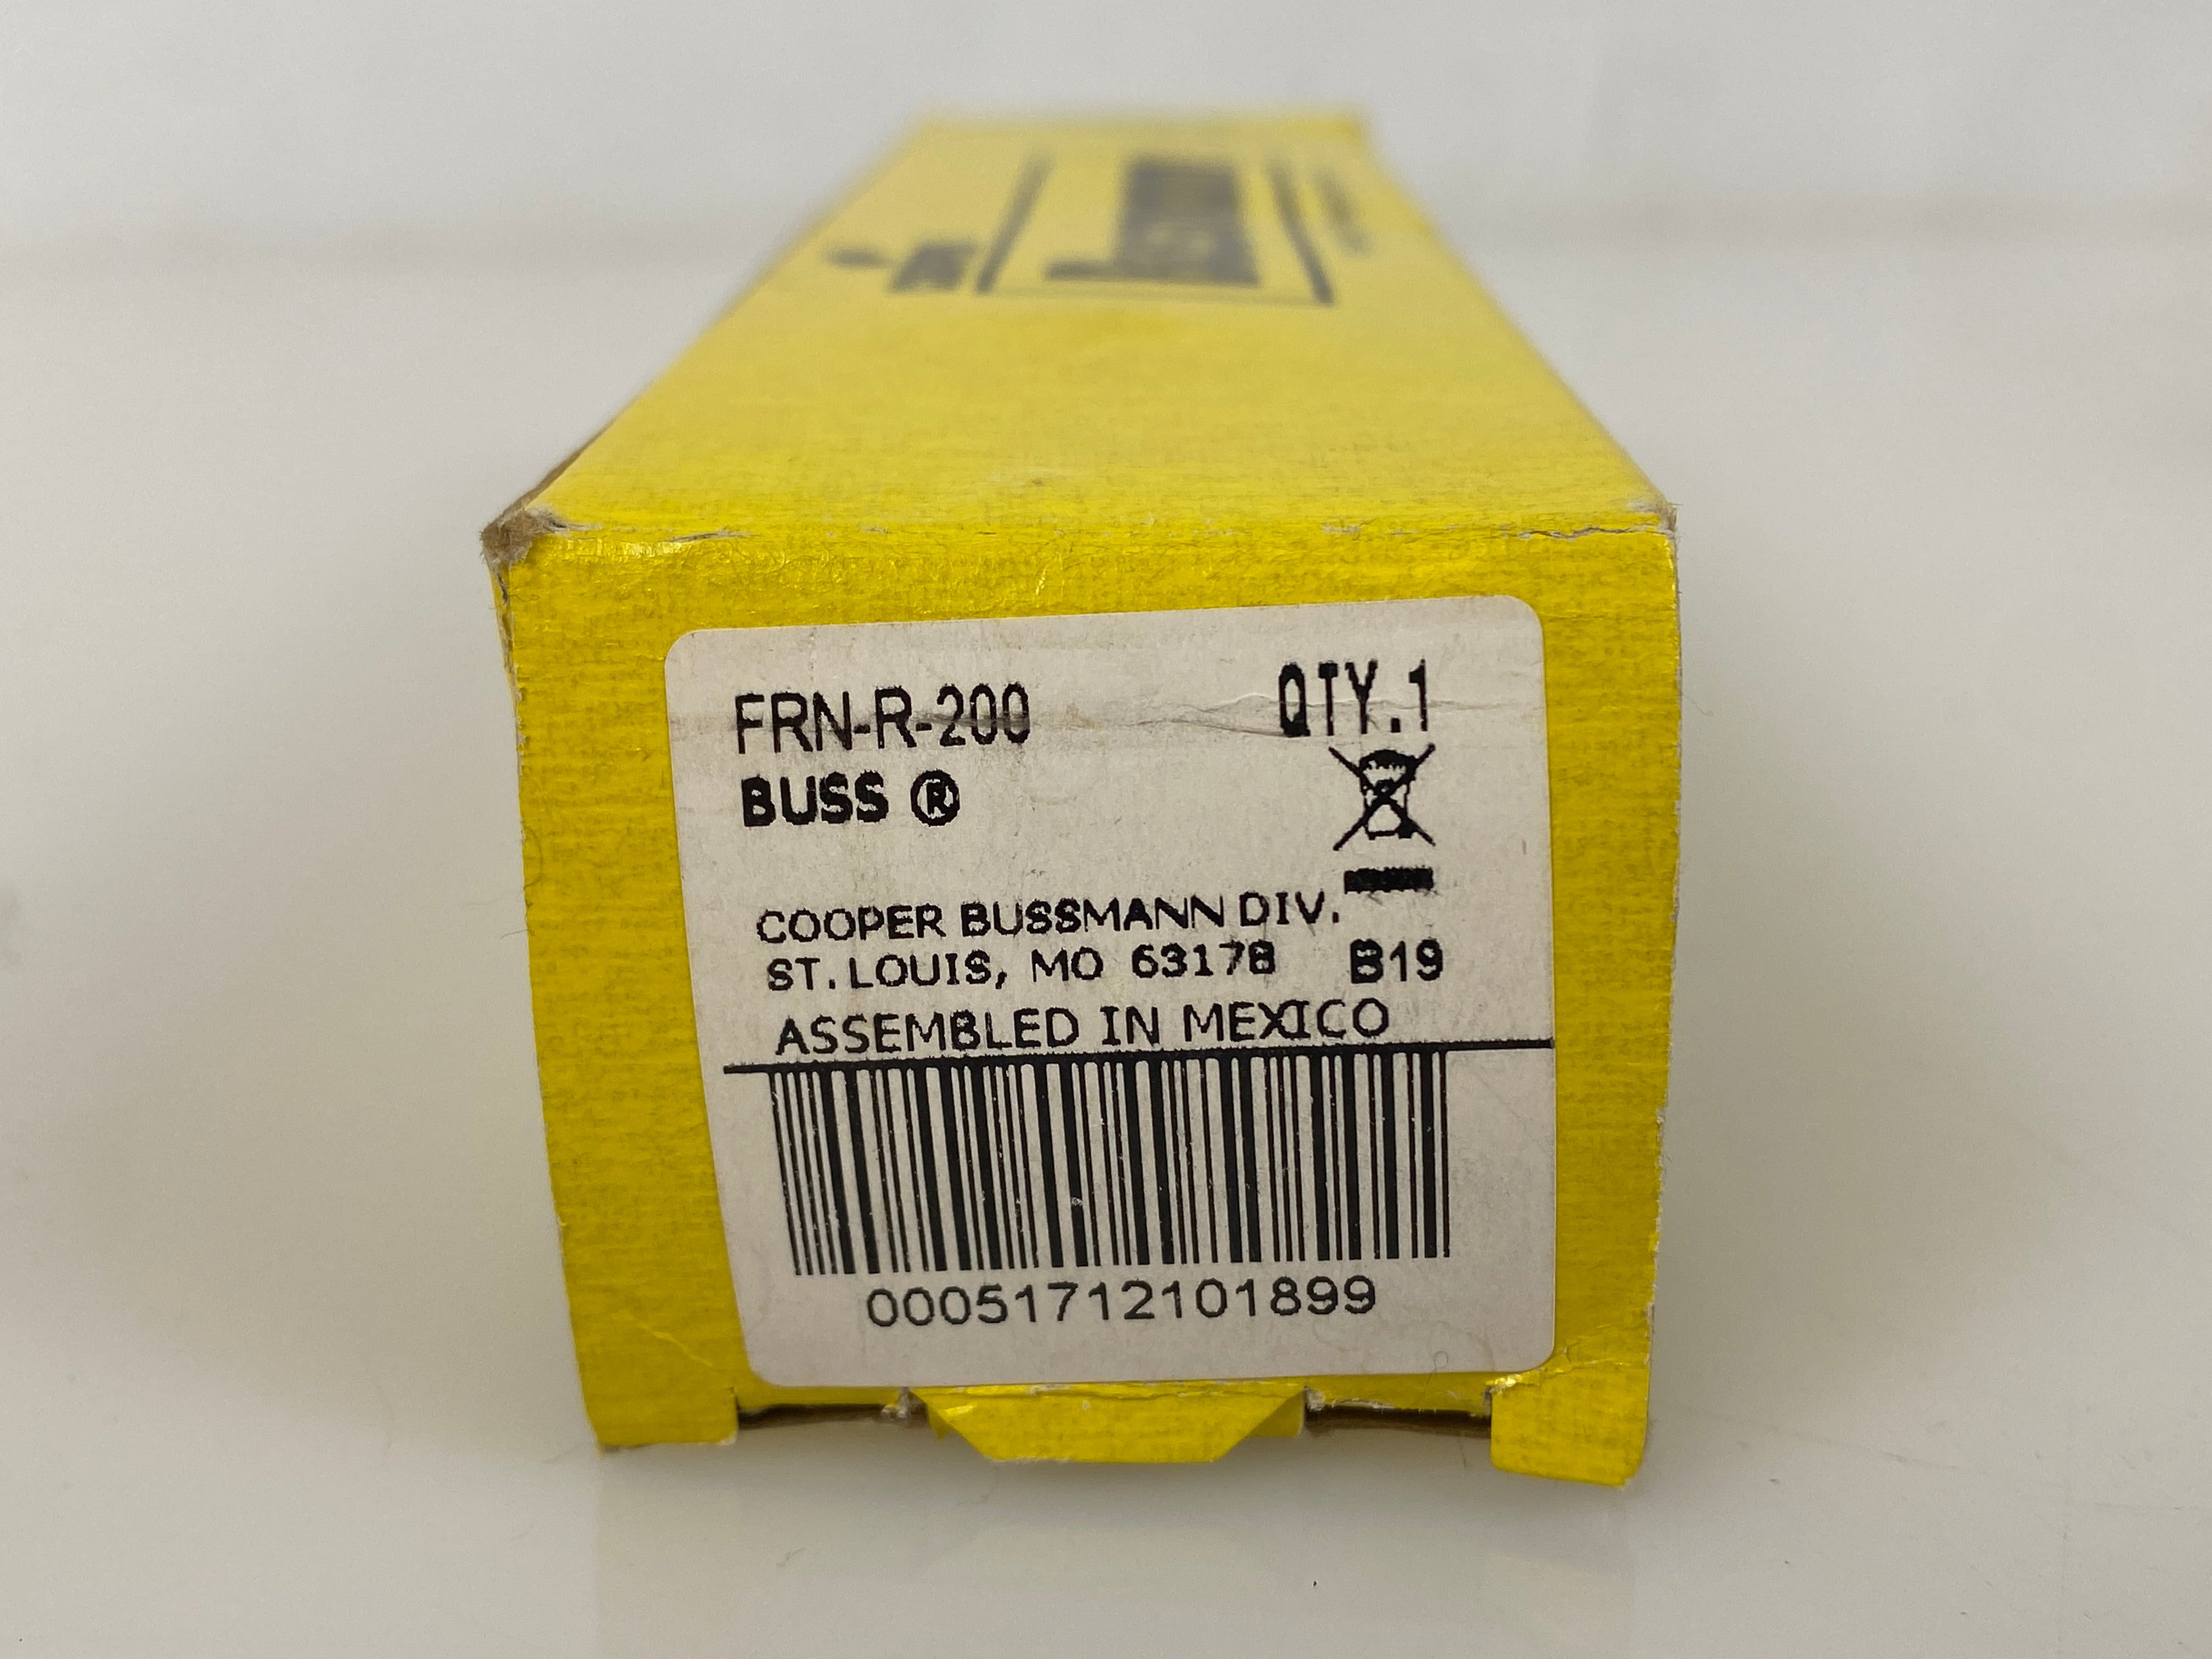 FRN-R-200 QTY.1
BUSS ®
COOPER BUSSMANN DIV.
ST. LOUIS, MO 63178 B19
ASSEMBLED IN MEXICO
00051712101899